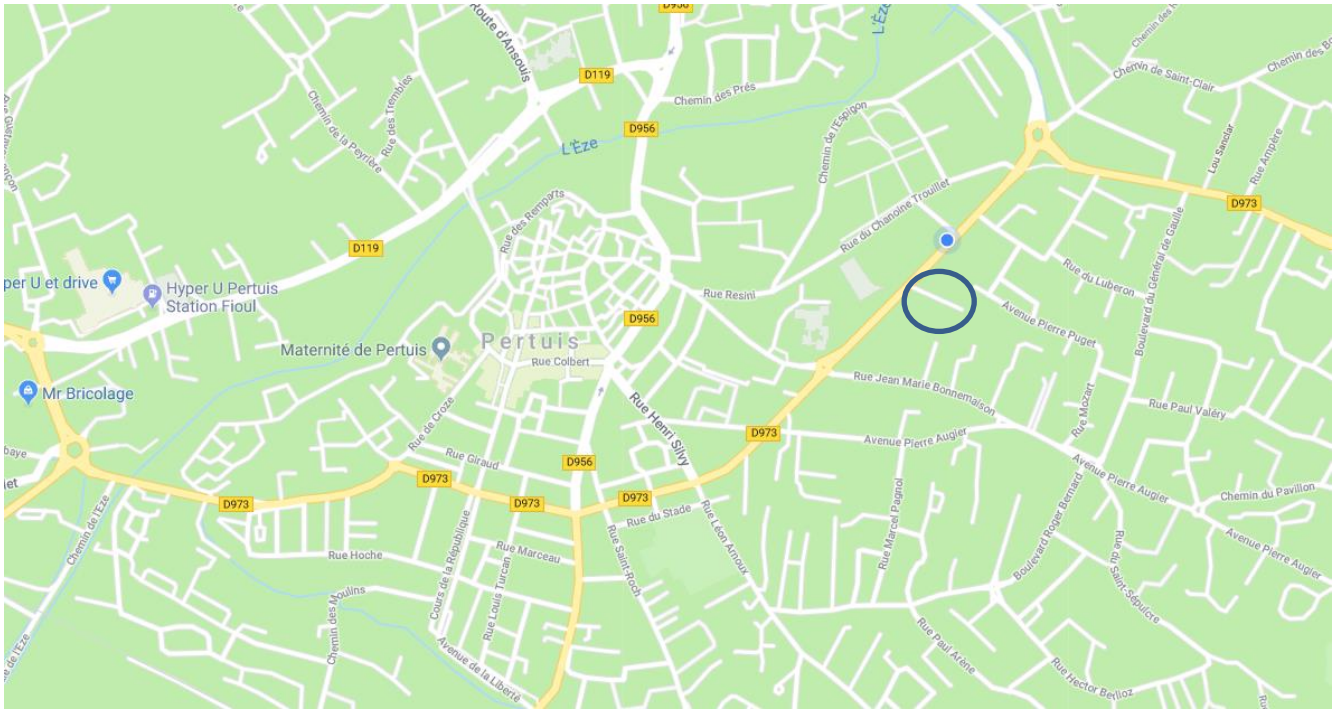 D956
Route d'Ansouis
L'Èze
D119
Chemin des Prés
Chemin de Saint-Clair
Rue des Trembles
Chemin de la Peyrière
D956
L'Èze
Chemin de l'Espigon
Lou Sanclar
Rue Ampère
Rue des Remparts
Rue du Chanoine Trouillet
D973
D119
Boulevard du Général de Gaulle
Rue du Luberon
Hyper U Pertuis
Station Fioul
per U et drive
Rue Resini
Avenue Pierre Puget
D956
Pertuis
Maternité de Pertuis
Rue Colbert
Mr Bricolage
Rue Jean Marie Bonnemaison
Rue Mozart
Rue Paul Valéry
Rue de Croze
Rue Henri Silvy
D973
Avenue Pierre Augier
baye
Rue Giraud
D956
Avenue Pierre Augier
net
D973
D973
D973
D973
Chemin du Pavillon
Rue du Stade
Rue Marcel Pagnol
Boulevard Roger Bernard
Avenue Pierre Augier
Chemin de l'Eze
Rue Hoche
Rue Marceau
Cours de la République
Rue Louis Turcan
Rue Saint-Roch
Rue Léon Arnoux
Rue du Saint-Sépulcre
Chemin des Moulins
Avenue de la Liberté
Rue Paul Arène
Rue Hector Berlioz